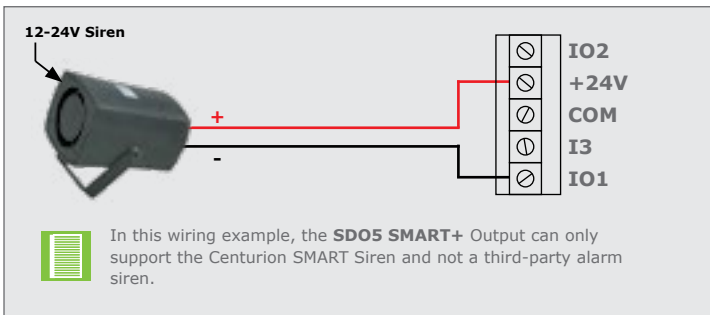 12-24V Siren
+
-
IO2
+24V
COM
I3
IO1
In this wiring example, the SDO5 SMART+ Output can only
support the Centurion SMART Siren and not a third-party alarm
siren.